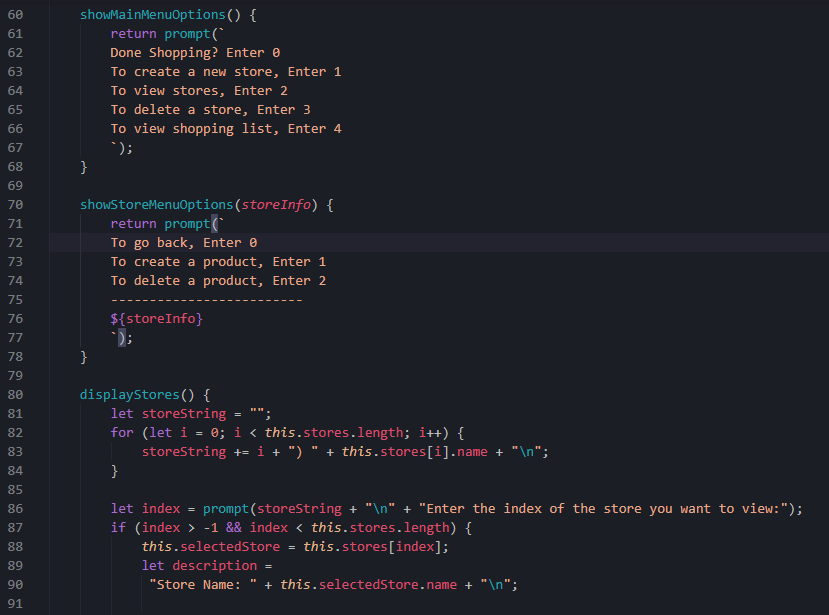 60 showMainMenuOptions() {
61 return prompt(`
62 Done Shopping? Enter 0
63 To create a new store, Enter 1
64 To view stores, Enter 2
65 To delete a store, Enter 3
66 To view shopping list, Enter 4
67 `);
68 }
69
70 showStoreMenuOptions(storeInfo) {
71 return prompt(`
72 To go back, Enter 0
73 To create a product, Enter 1
74 To delete a product, Enter 2
75 -------------------------
76 ${storeInfo}
77 `);
78 }
79
80 displayStores() {
81 let storeString = "";
82 for (let i = 0; i < this.stores.length; i++) {
83 storeString += i + ") " + this.stores[i].name + "\n";
84 }
85
86 let index = prompt(storeString + "\n" + "Enter the index of the store you want to view:");
87 if (index > -1 && index < this.stores.length) {
88 this.selectedStore = this.stores[index];
89 let description =
90 "Store Name: " + this.selectedStore.name + "\n";
91